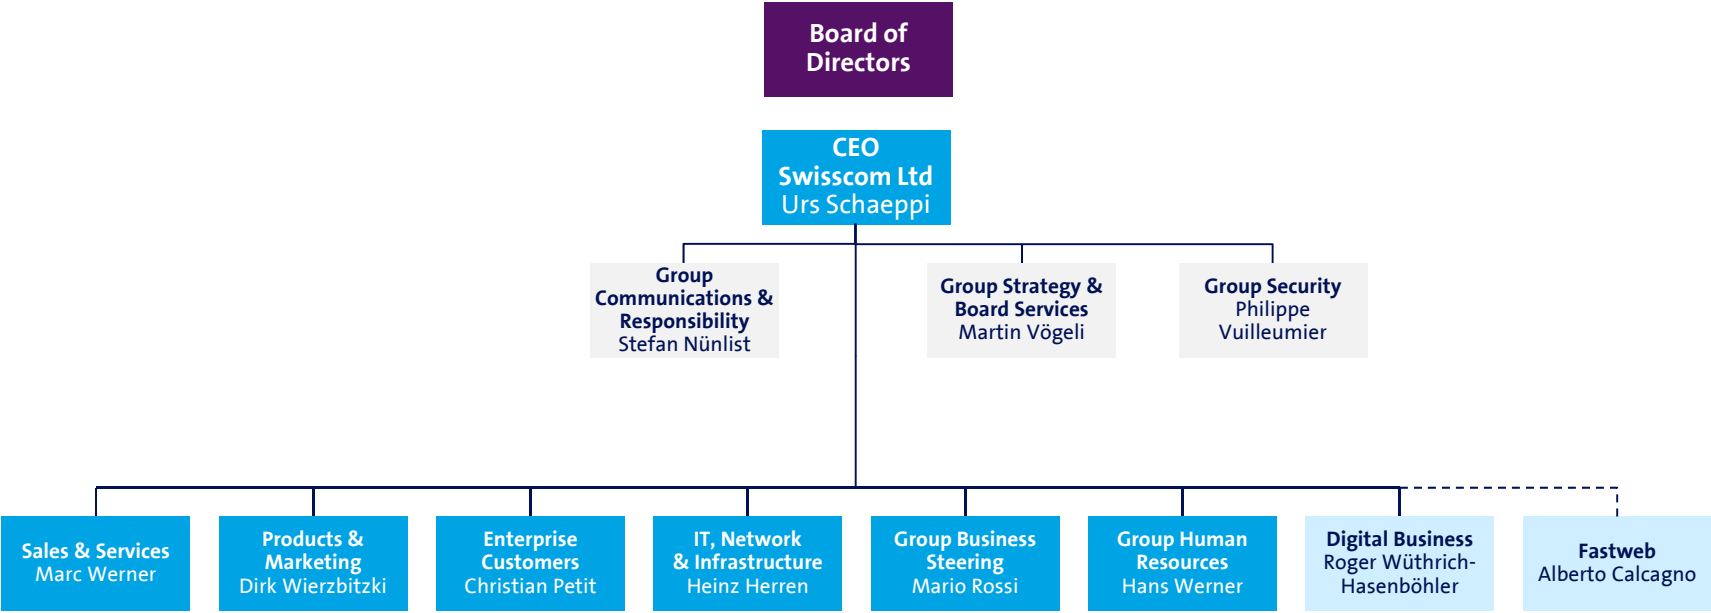 Board of
Directors
CEO
Swisscom Ltd
Urs Schaeppi
Group
Communications &
Responsibility
Stefan Nünlist
Group Strategy &
Board Services
Martin Vögeli
Group Security
Philippe
Vuilleumier
Sales & Services
Marc Werner
Products &
Marketing
Dirk Wierzbitzki
Enterprise
Customers
Christian Petit
IT, Network
& Infrastructure
Heinz Herren
Group Business
Steering
Mario Rossi
Group Human
Resources
Hans Werner
Digital Business
Roger Wüthrich-
Hasenböhler
Fastweb
Alberto Calcagno